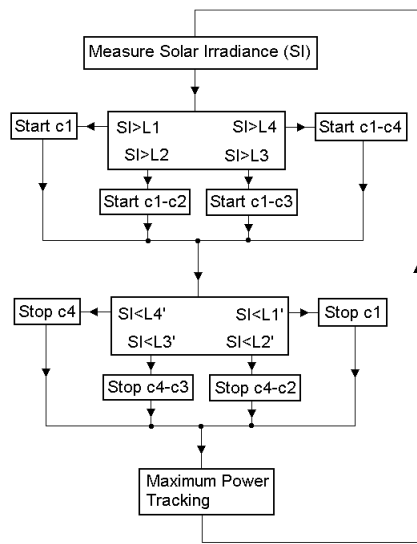 Measure Solar Irradiance (SI)
Start c1
SI>L1
SI>L4
Start c1-c4
SI>L2
SI>L3
Start c1-c2
Start c1-c3
Stop c4
SI<L4'
SI<L1'
Stop c1
SI<L3'
SI<L2'
Stop c4-c3
Stop c4-c2
Maximum Power
Tracking